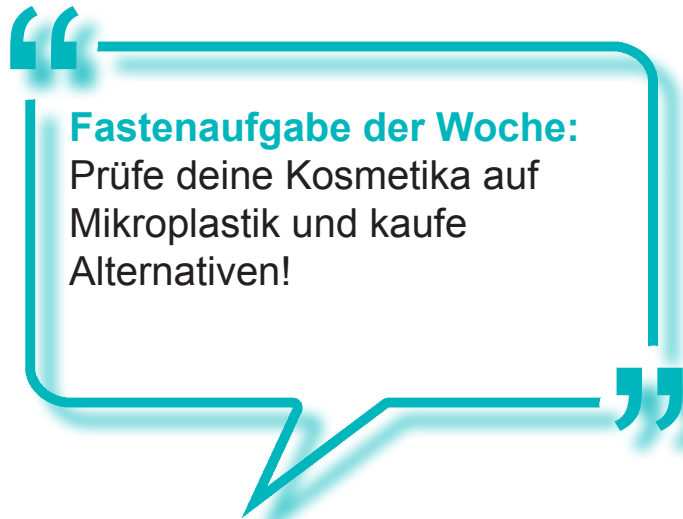 Fastenaufgabe der Woche:
Prüfe deine Kosmetika auf
Mikroplastik und kaufe
Alternativen!